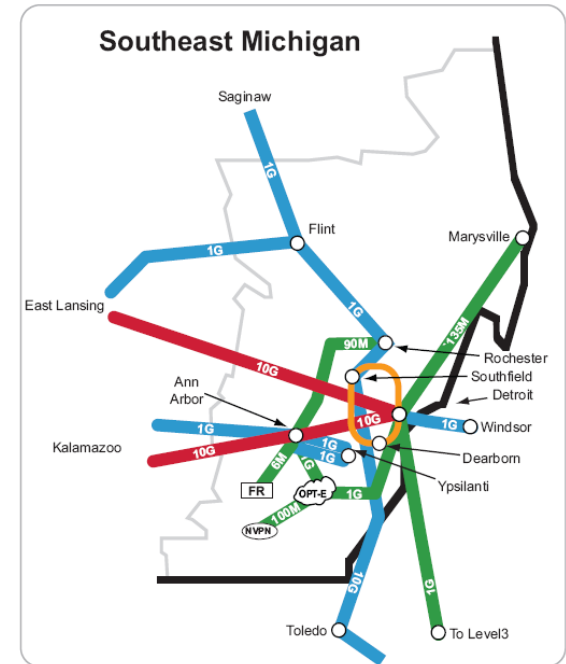 Southeast Michigan
Saginaw
1G
Flint
Marysville
1G
East Lansing
1G
135M
90M
Rochester
10G
Southfield
Ann
Arbor
Detroit
10G
1G
1G
Windsor
Kalamazoo
10G
1G
1G
Dearborn
6M
1G
Ypsilanti
FR
OPT-E
1G
100M
NVPN
10G
1G
Toledo
To Level3